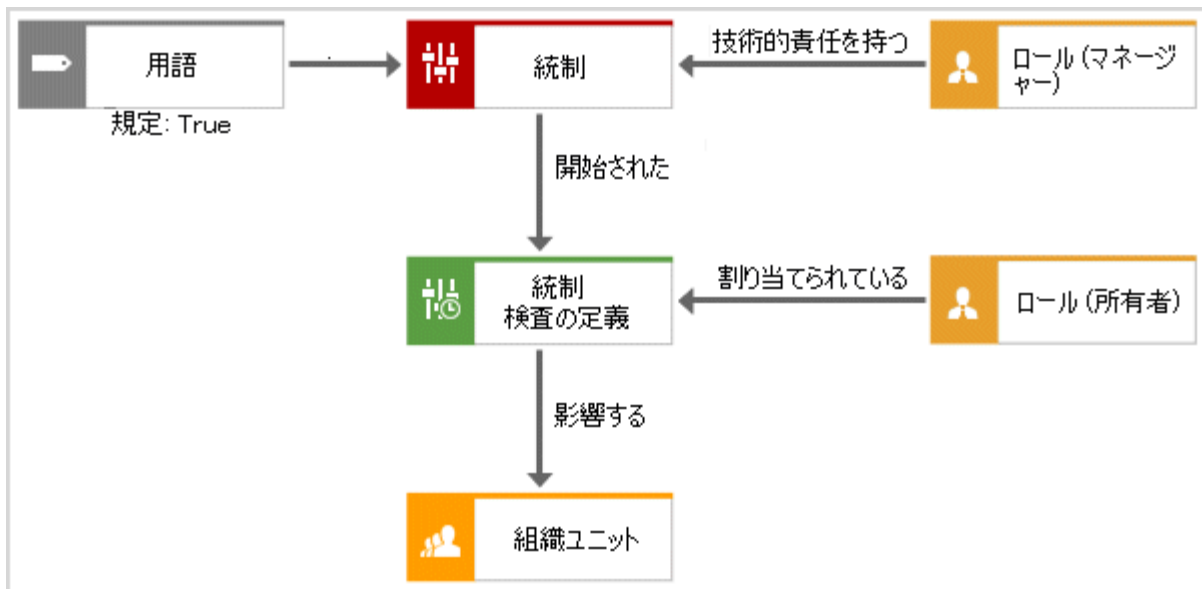 技術的責任を持つ
用語
統制
ロール (マネージ
ャー)
規定: True
開始された
割り当てられている
統制
検査の定義
ロール (所有者)
影響する
組織ユニット